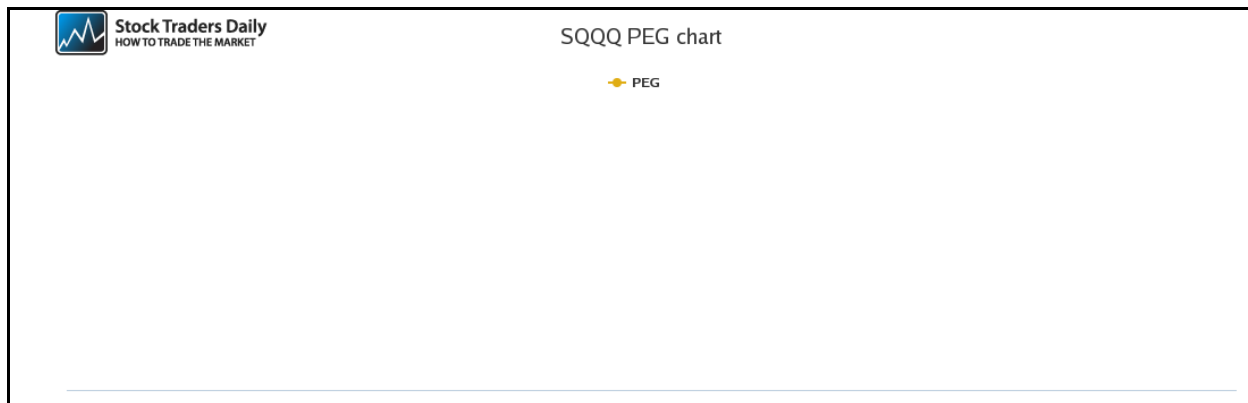 Stock Traders Daily
HOW TO TRADE THE MARKET
SQQQ PEG chart
PEG